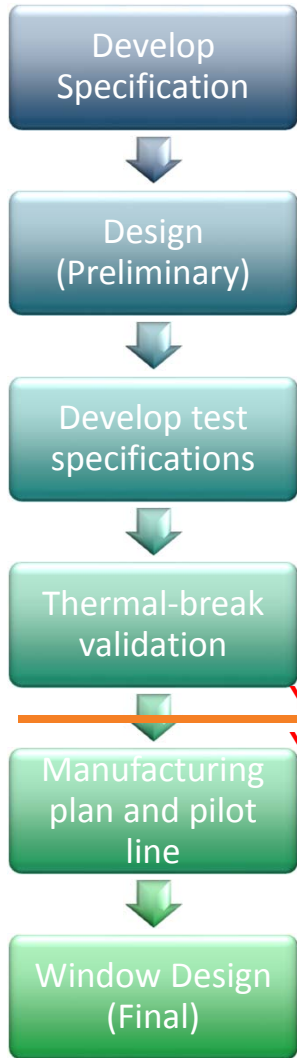 Develop
Specification
Design
(Preliminary)
Develop test
specifications
Thermal-break
validation
Manufacturing
plan and pilot
line
Window Design
(Final)